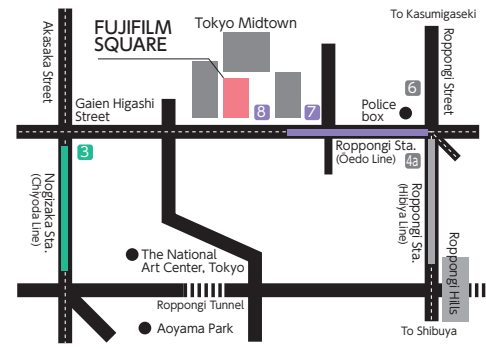 To Kasumigaseki
FUJIFILM
SQUARE
Tokyo Midtown
Akasaka Street
Roppongi Street
6
Gaien Higashi
Street
8
7
Police
box
Roppongi Sta.
(Ōedo Line)
4a
3
Nogizaka Sta.
(Chiyoda Line)
Roppongi Sta.
(Hibiya Line)
The National
Art Center, Tokyo
Roppongi Hills
Roppongi Tunnel
Aoyama Park
To Shibuya